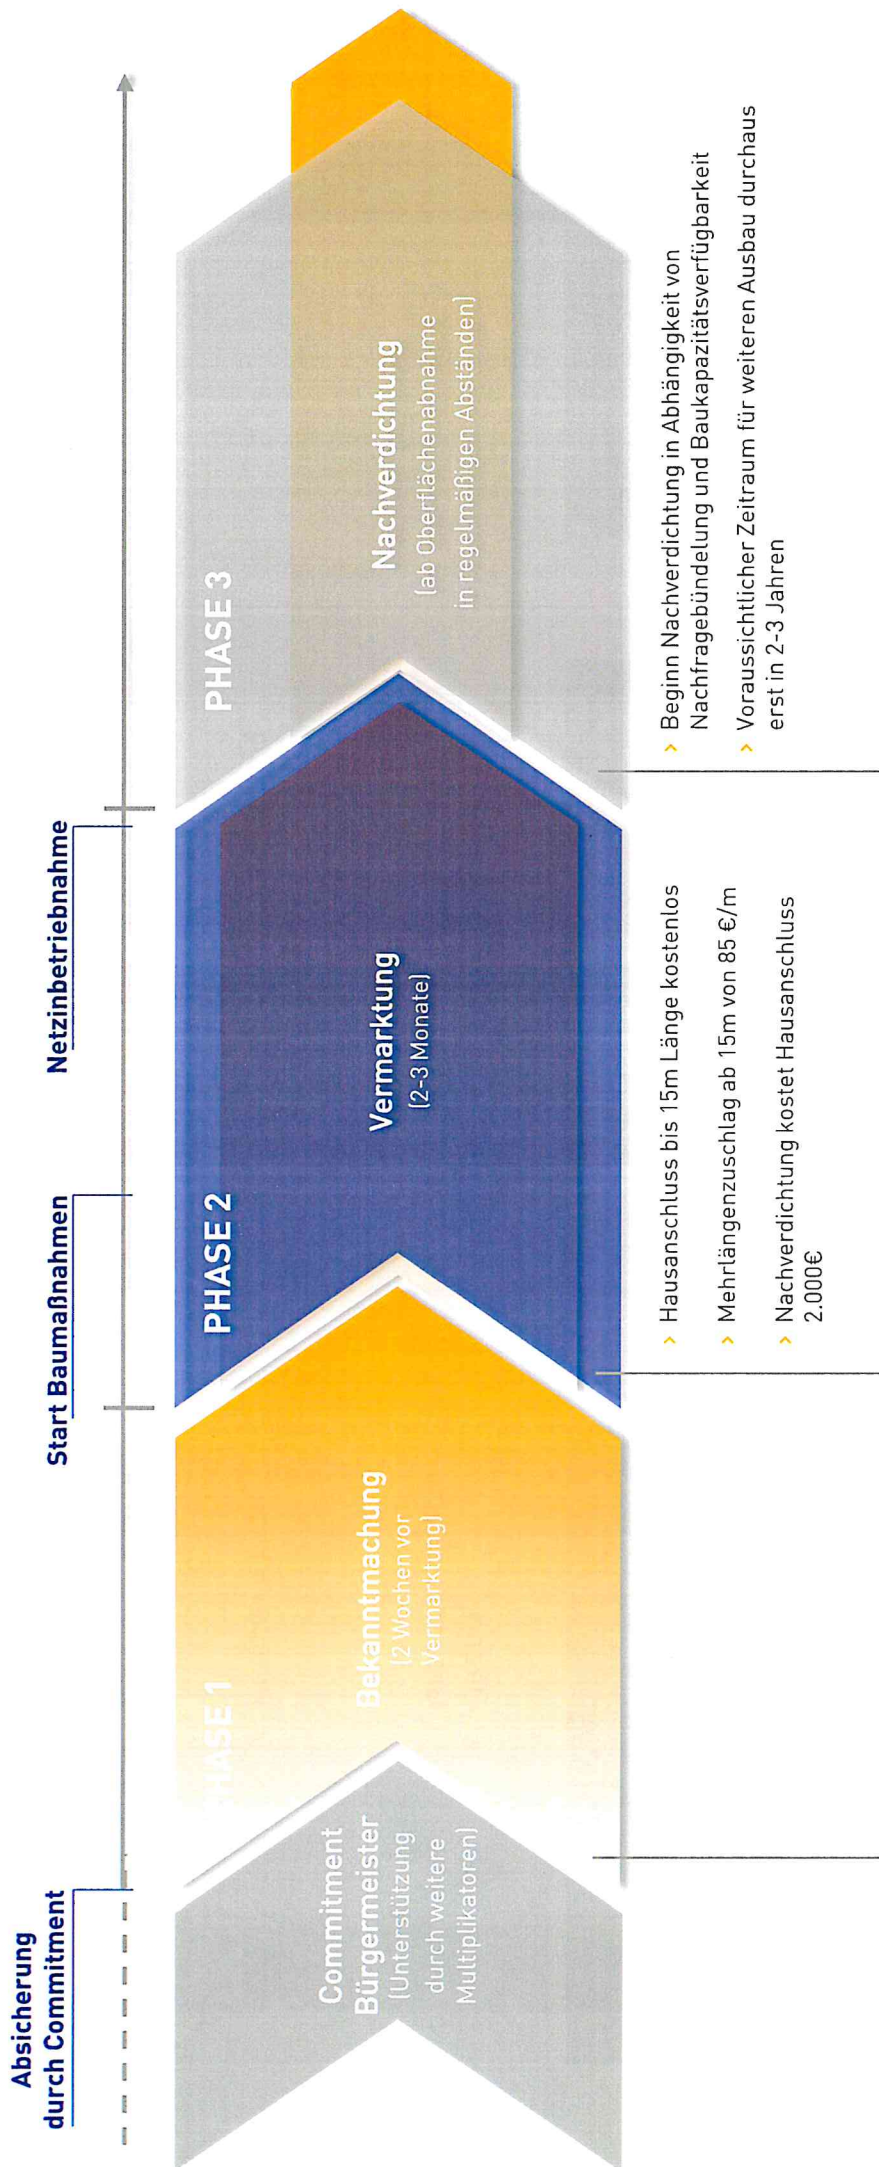 Absicherung
durch Commitment
Start Baumaßnahmen
Netzinbetriebnahme
Commitment
Bürgermeister
(Unterstützung
durch weitere
Multiplikatoren)
PHASE 1
Bekanntmachung
(2 Wochen vor
Vermarktung)
PHASE 2
Vermarktung
(2-3 Monate)
PHASE 3
Nachverdichtung
(ab Oberflächenabnahme
in regelmäßigen Abständen)
> Hausanschluss bis 15m Länge kostenlos
> Mehrlängenzuschlag ab 15m von 85 €/m
> Nachverdichtung kostet Hausanschluss
2.000€
> Beginn Nachverdichtung in Abhängigkeit von
Nachfragebündelung und Baukapazitätsverfügbarkeit
> Voraussichtlicher Zeitraum für weiteren Ausbau durchaus
erst in 2-3 Jahren